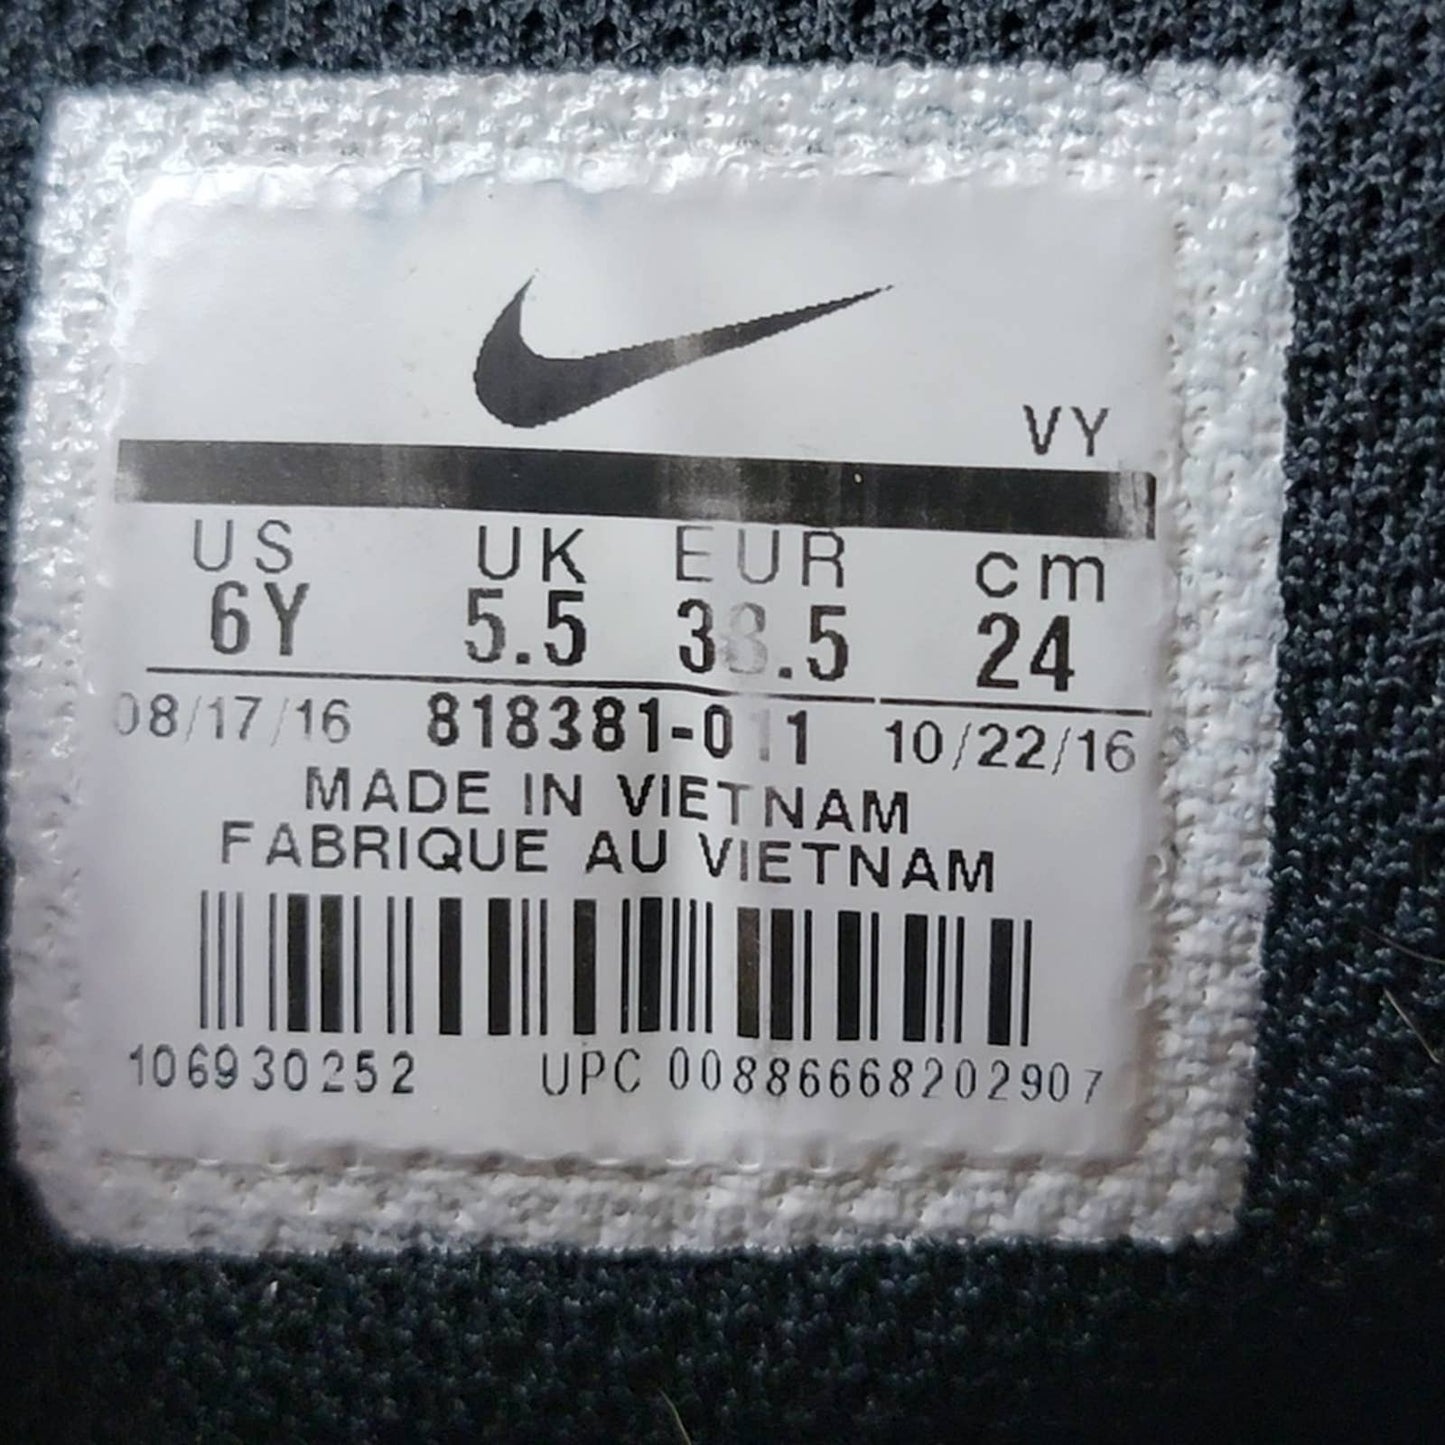 VY
US UK EUR cm
6Y 5.5 38.5 24
08/17/16 818381-011 10/22/16
MADE IN VIETNAM
FABRIQUE AU VIETNAM
106930252 UPC 00886668202907